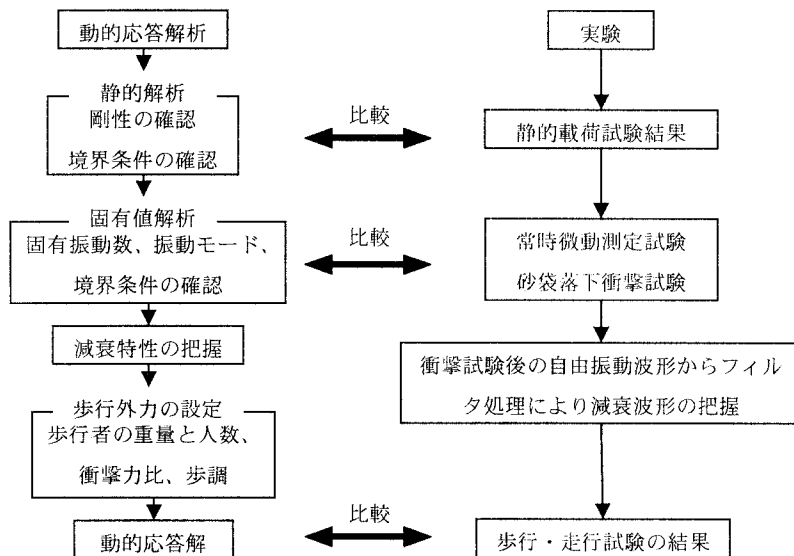 動的応答解析
静的解析
剛性の確認
境界条件の確認
固有値解析
固有振動数、振動モード、
境界条件の確認
減衰特性の把握
歩行外力の設定
歩行者の重量と人数、
衝撃力比、歩調
動的応答解
比較
比較
比較
実験
静的載荷試験結果
常時微動測定試験
砂袋落下衝撃試験
衝撃試験後の自由振動波形からフィル
タ処理により減衰波形の把握
歩行・走行試験の結果